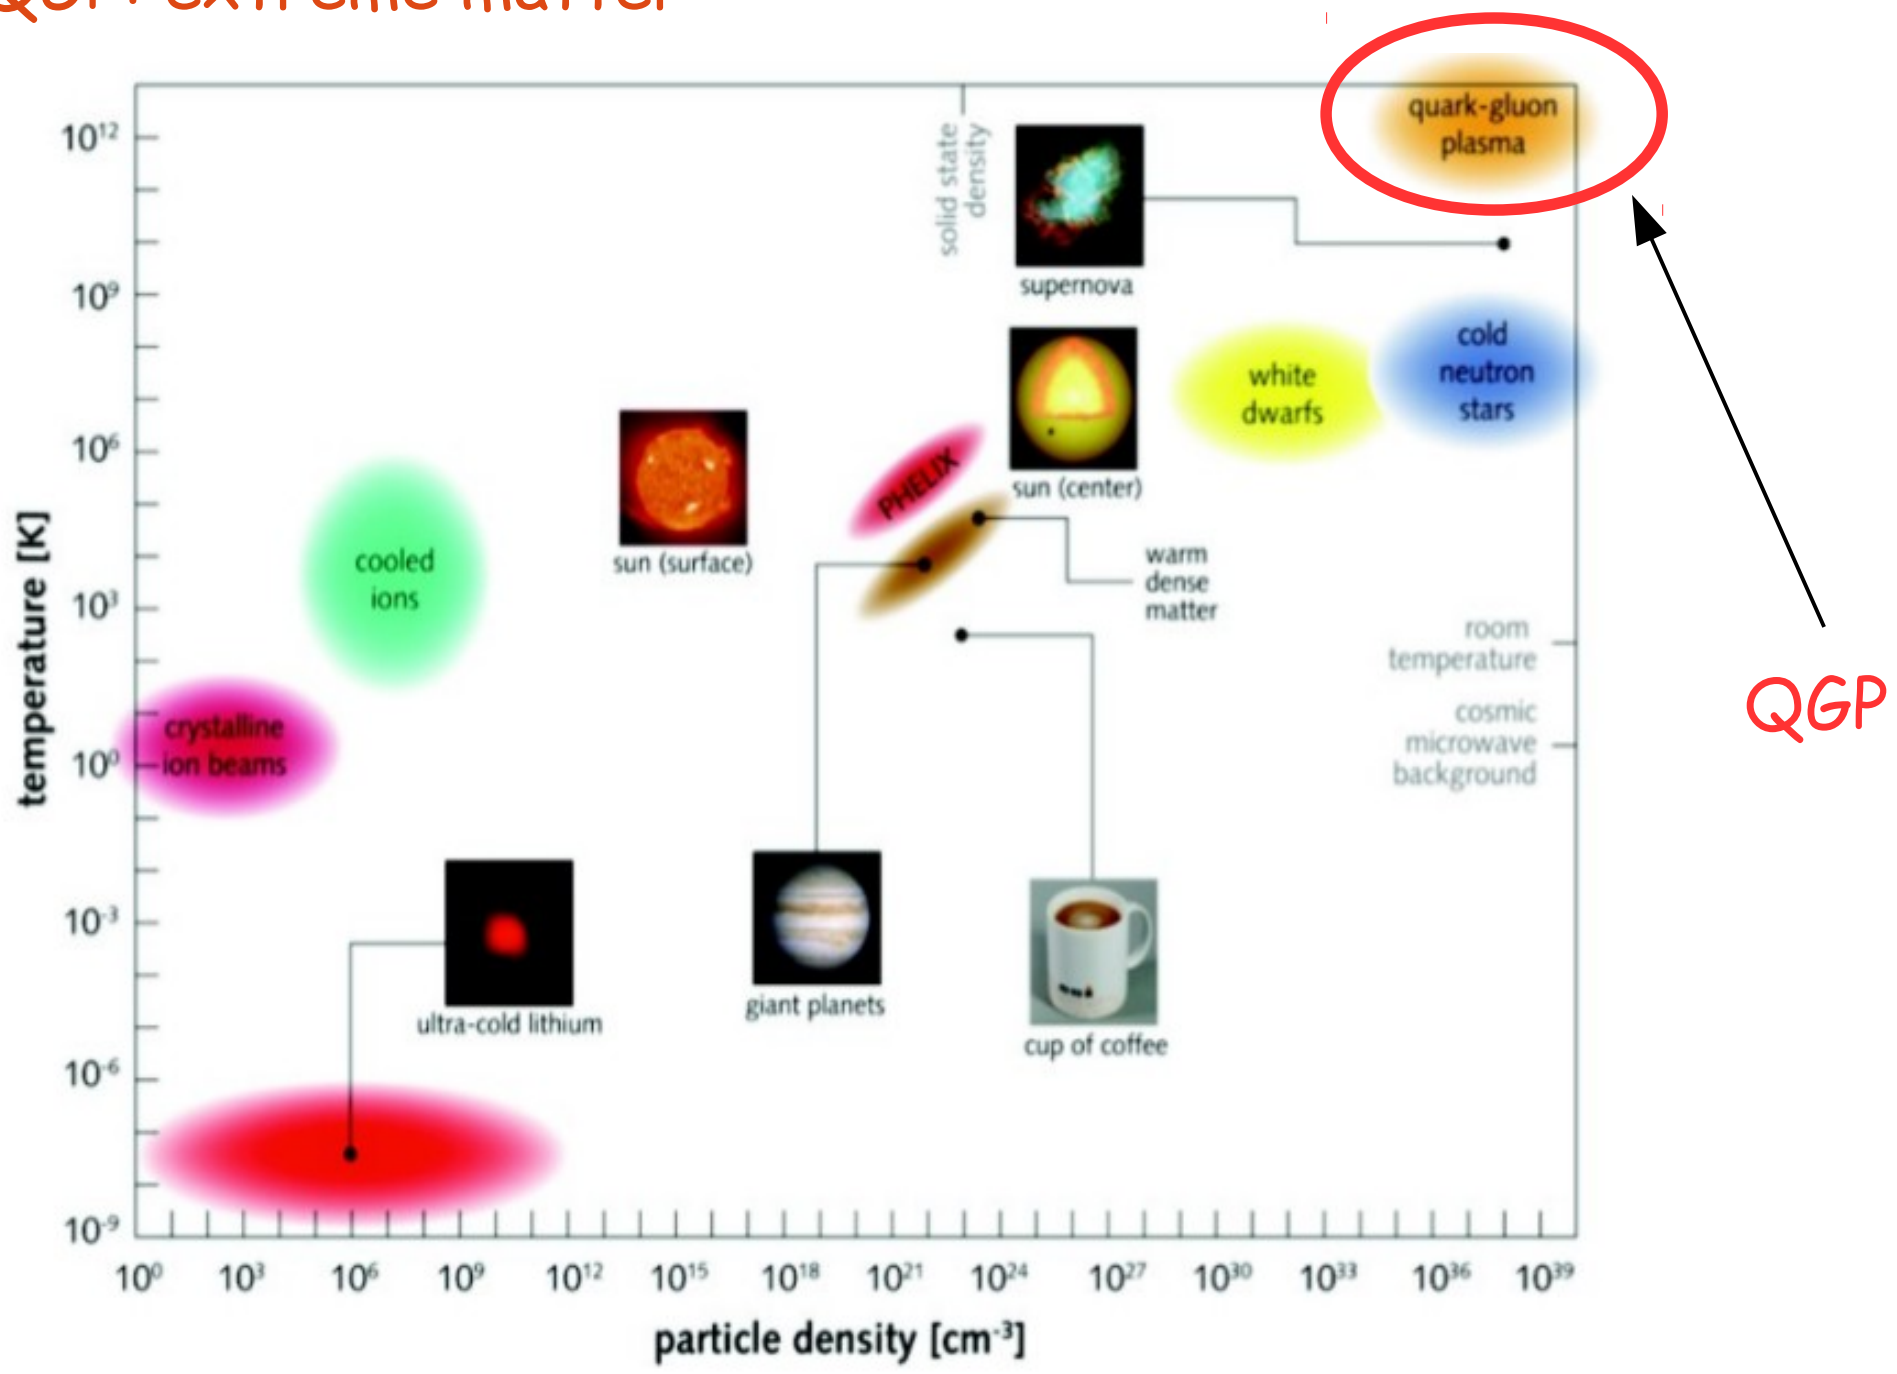 extreme matter
quark-gluon
plasma
10¹²
solid state
density
supernova
10⁹
cold
neutron
stars
white
dwarfs
10⁶
PHELIX
sun (center)
sun (surface)
cooled
ions
warm
dense
matter
10³
room
temperature
QGP
crystalline
ion beams
10⁰
cosmic
microwave
background
temperature [K]
10⁻³
giant planets
ultra-cold lithium
cup of coffee
10⁻⁶
10⁻⁹
10⁰ 10³ 10⁶ 10⁹ 10¹² 10¹⁵ 10¹⁸ 10²¹ 10²⁴ 10²⁷ 10³⁰ 10³³ 10³⁶ 10³⁹
particle density [cm⁻³]